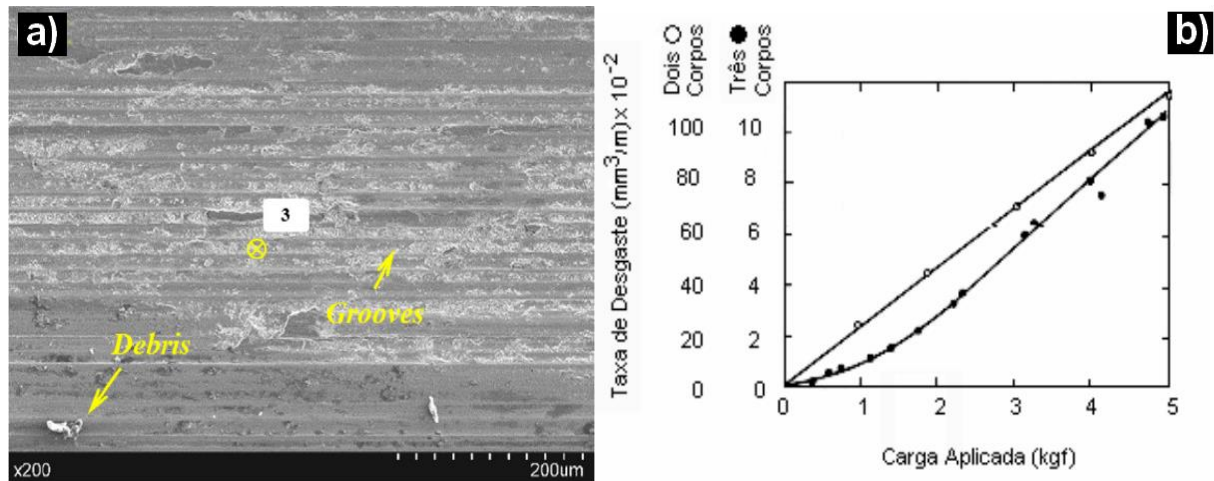 a)
3
Grooves
Debris
x200
200um
b)
Taxa de Desgaste (mm³/m) x 10⁻²
Dois ○
Corpos
Três ●
Corpos
100
80
60
40
20
0
10
8
6
4
2
0
0 1 2 3 4 5
Carga Aplicada (kgf)